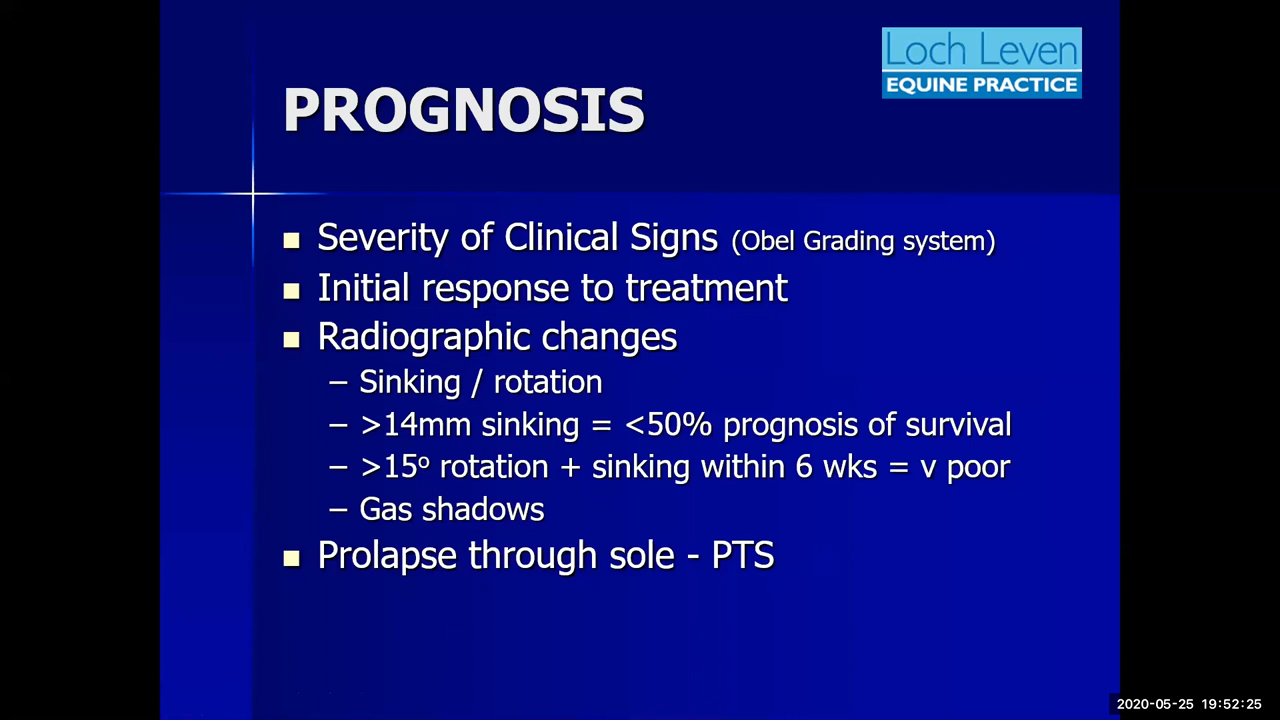 Loch Leven
EQUINE PRACTICE
PROGNOSIS
Severity of Clinical Signs (Obel Grading system)
Initial response to treatment
Radiographic changes
– Sinking / rotation
– >14mm sinking = <50% prognosis of survival
– >15º rotation + sinking within 6 wks = v poor
– Gas shadows
Prolapse through sole - PTS
2020-05-25 19:52:25